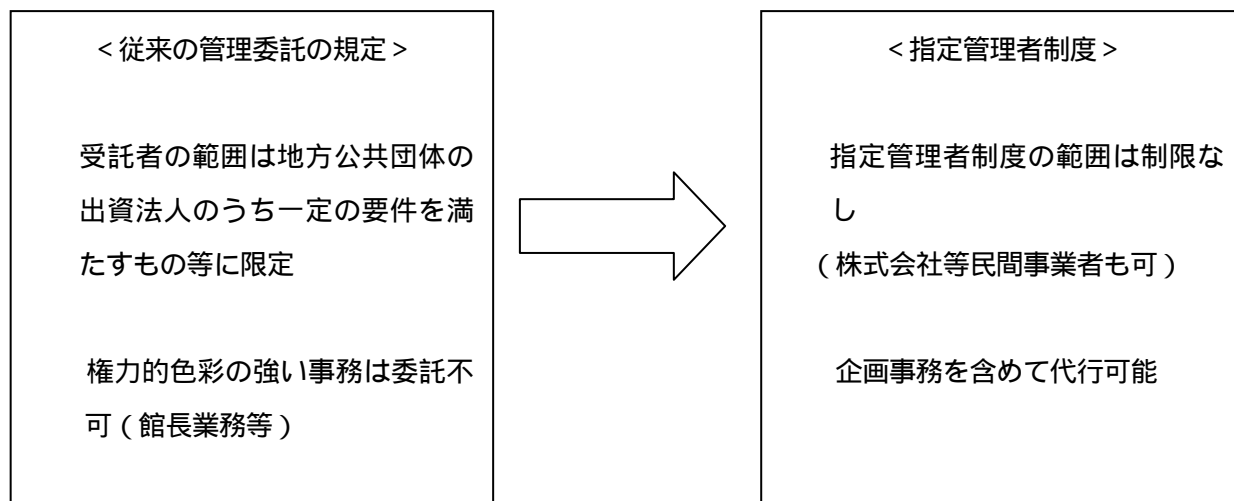 ＜従来の管理委託の規定＞
受託者の範囲は地方公共団体の
出資法人のうち一定の要件を満
たすもの等に限定
権力的色彩の強い事務は委託不
可（館長業務等）
＜指定管理者制度＞
指定管理者制度の範囲は制限な
し
（株式会社等民間事業者も可）
企画事務を含めて代行可能